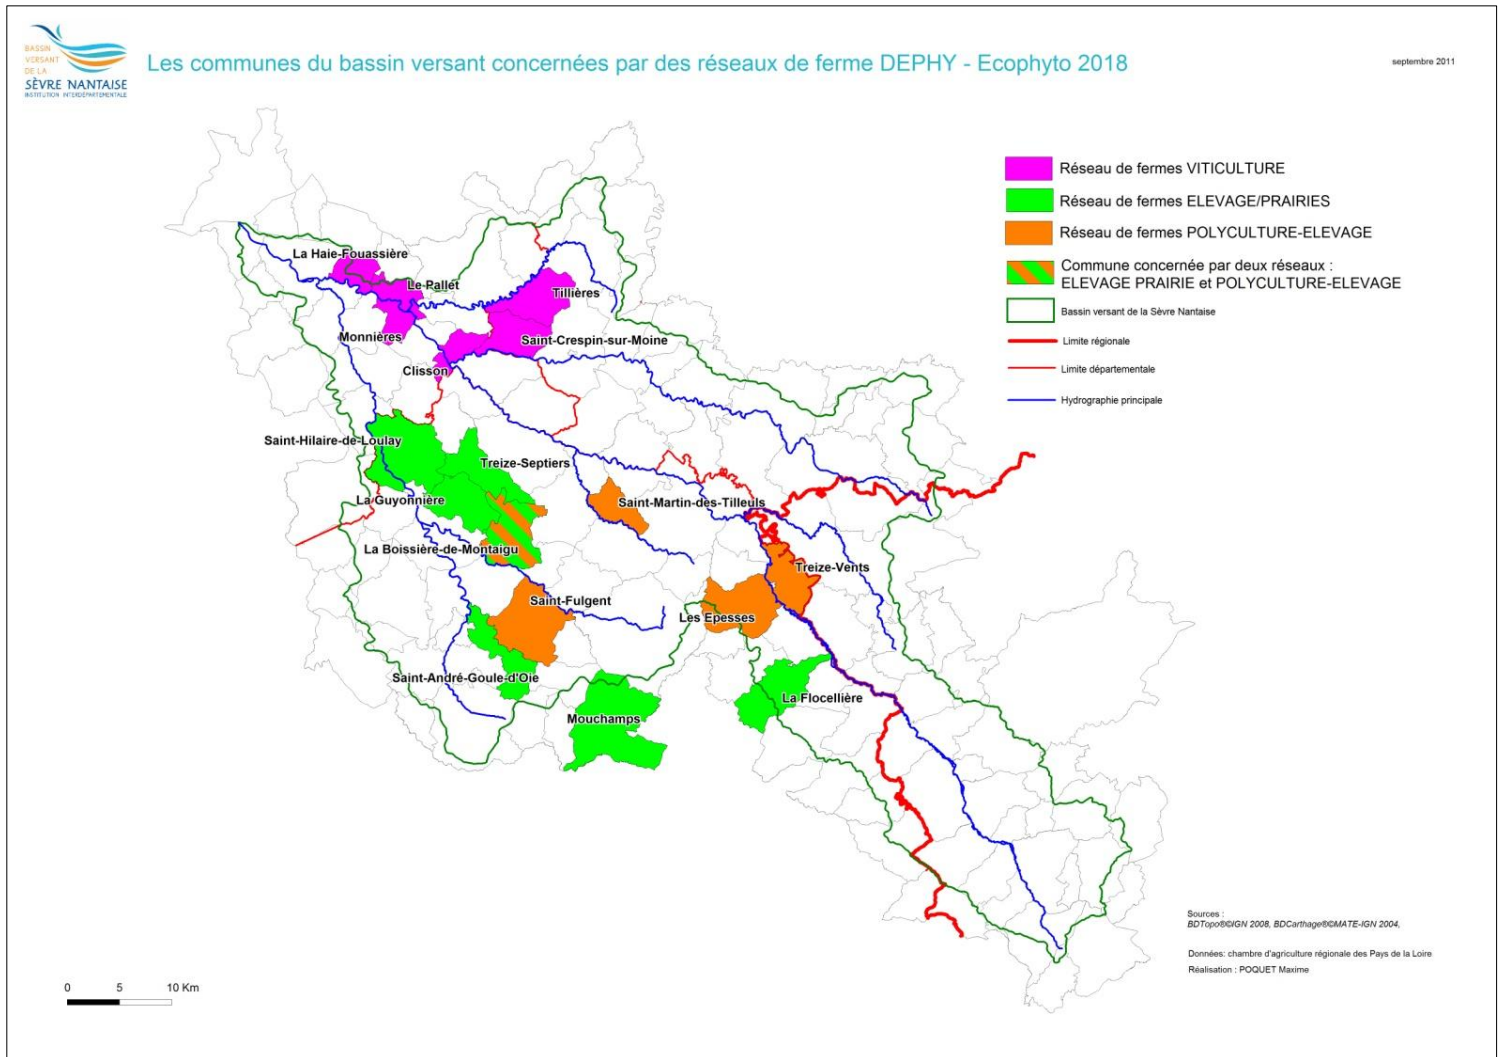 BASSIN
VERSANT
DE LA
SÈVRE NANTAISE
INSTITUTION INTERDÉPARTEMENTALE
Les communes du bassin versant concernées par des réseaux de ferme DEPHY - Ecophyto 2018
septembre 2011
Réseau de fermes VITICULTURE
Réseau de fermes ELEVAGE/PRAIRIES
Réseau de fermes POLYCULTURE-ELEVAGE
Commune concernée par deux réseaux :
ELEVAGE PRAIRIE et POLYCULTURE-ELEVAGE
Bassin versant de la Sèvre Nantaise
Limite régionale
Limite départementale
Hydrographie principale
La Haie-Fouassière
Le Pallet
Tillières
Monnières
Saint-Crespin-sur-Moine
Clisson
Saint-Hilaire-de-Loulay
Treize-Septiers
La Guyonnière
Saint-Martin-des-Tilleuls
La Boissière-de-Montaigu
Treize-Vents
Saint-Fulgent
Les Epesses
Saint-André-Goule-d'Oie
La Flocellière
Mouchamps
Sources :
BDTopo®©IGN 2008, BDCarthage®©MATE-IGN 2004,
Données: chambre d'agriculture régionale des Pays de la Loire
Réalisation : POQUET Maxime
0 5 10 Km